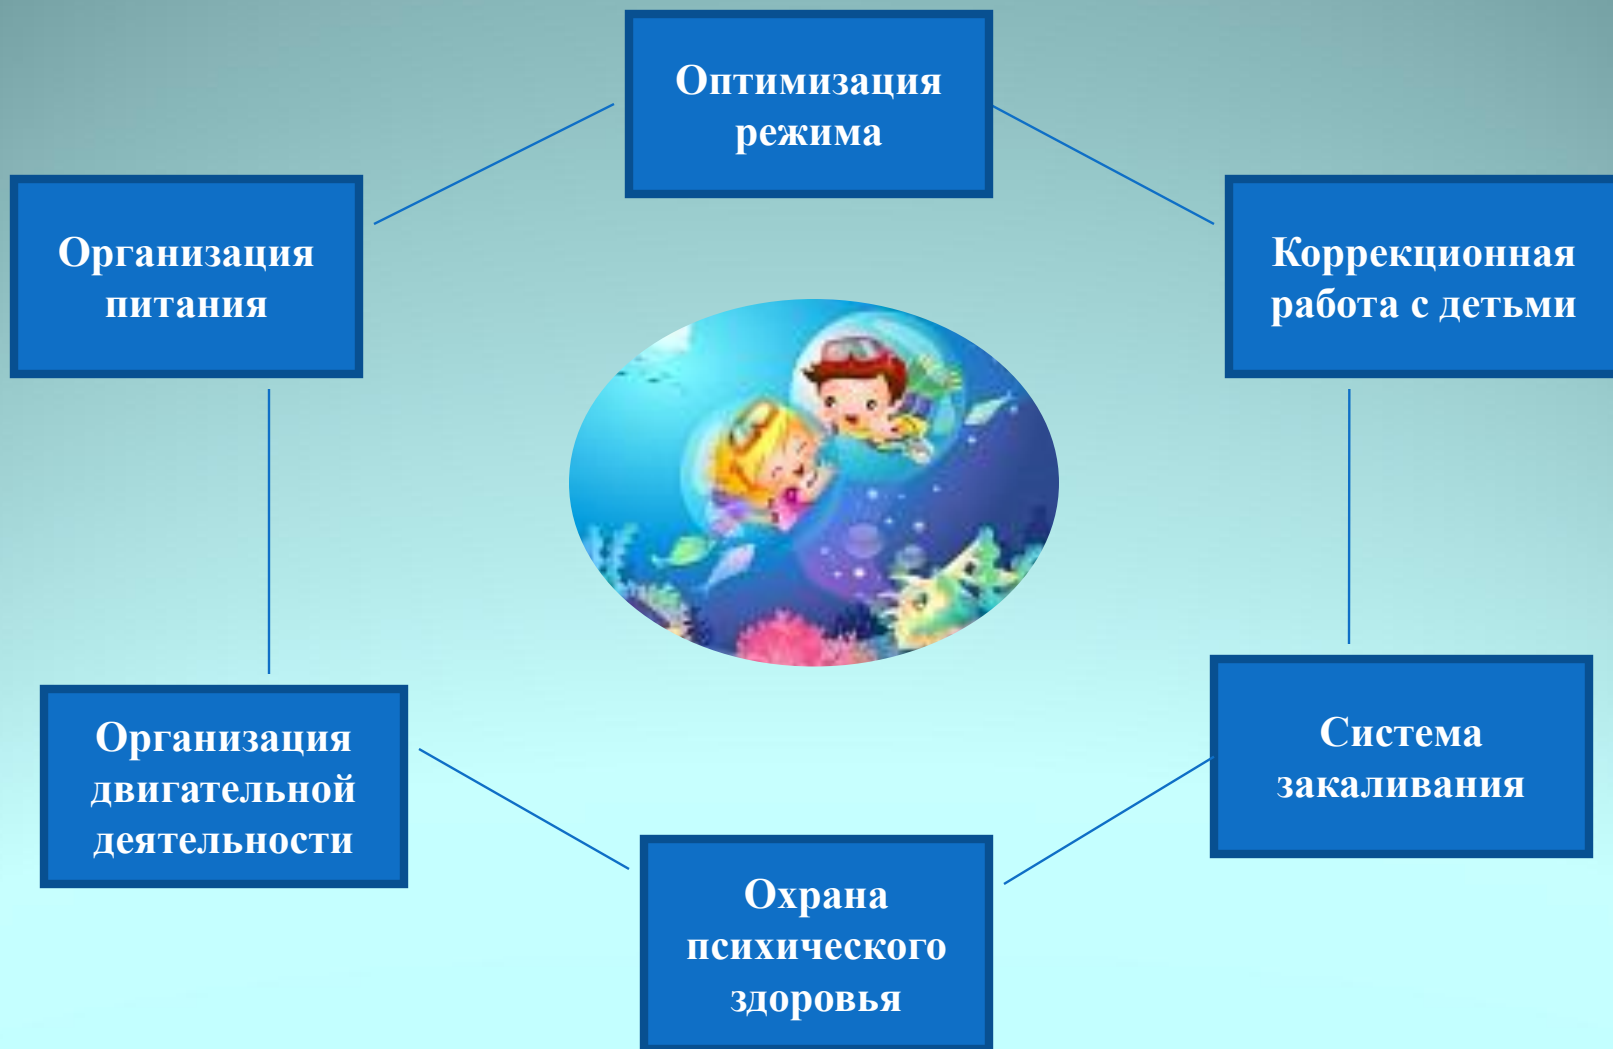 Оптимизация
режима
Организация
питания
Коррекционная
работа с детьми
Организация
двигательной
деятельности
Система
закаливания
Охрана
психического
здоровья